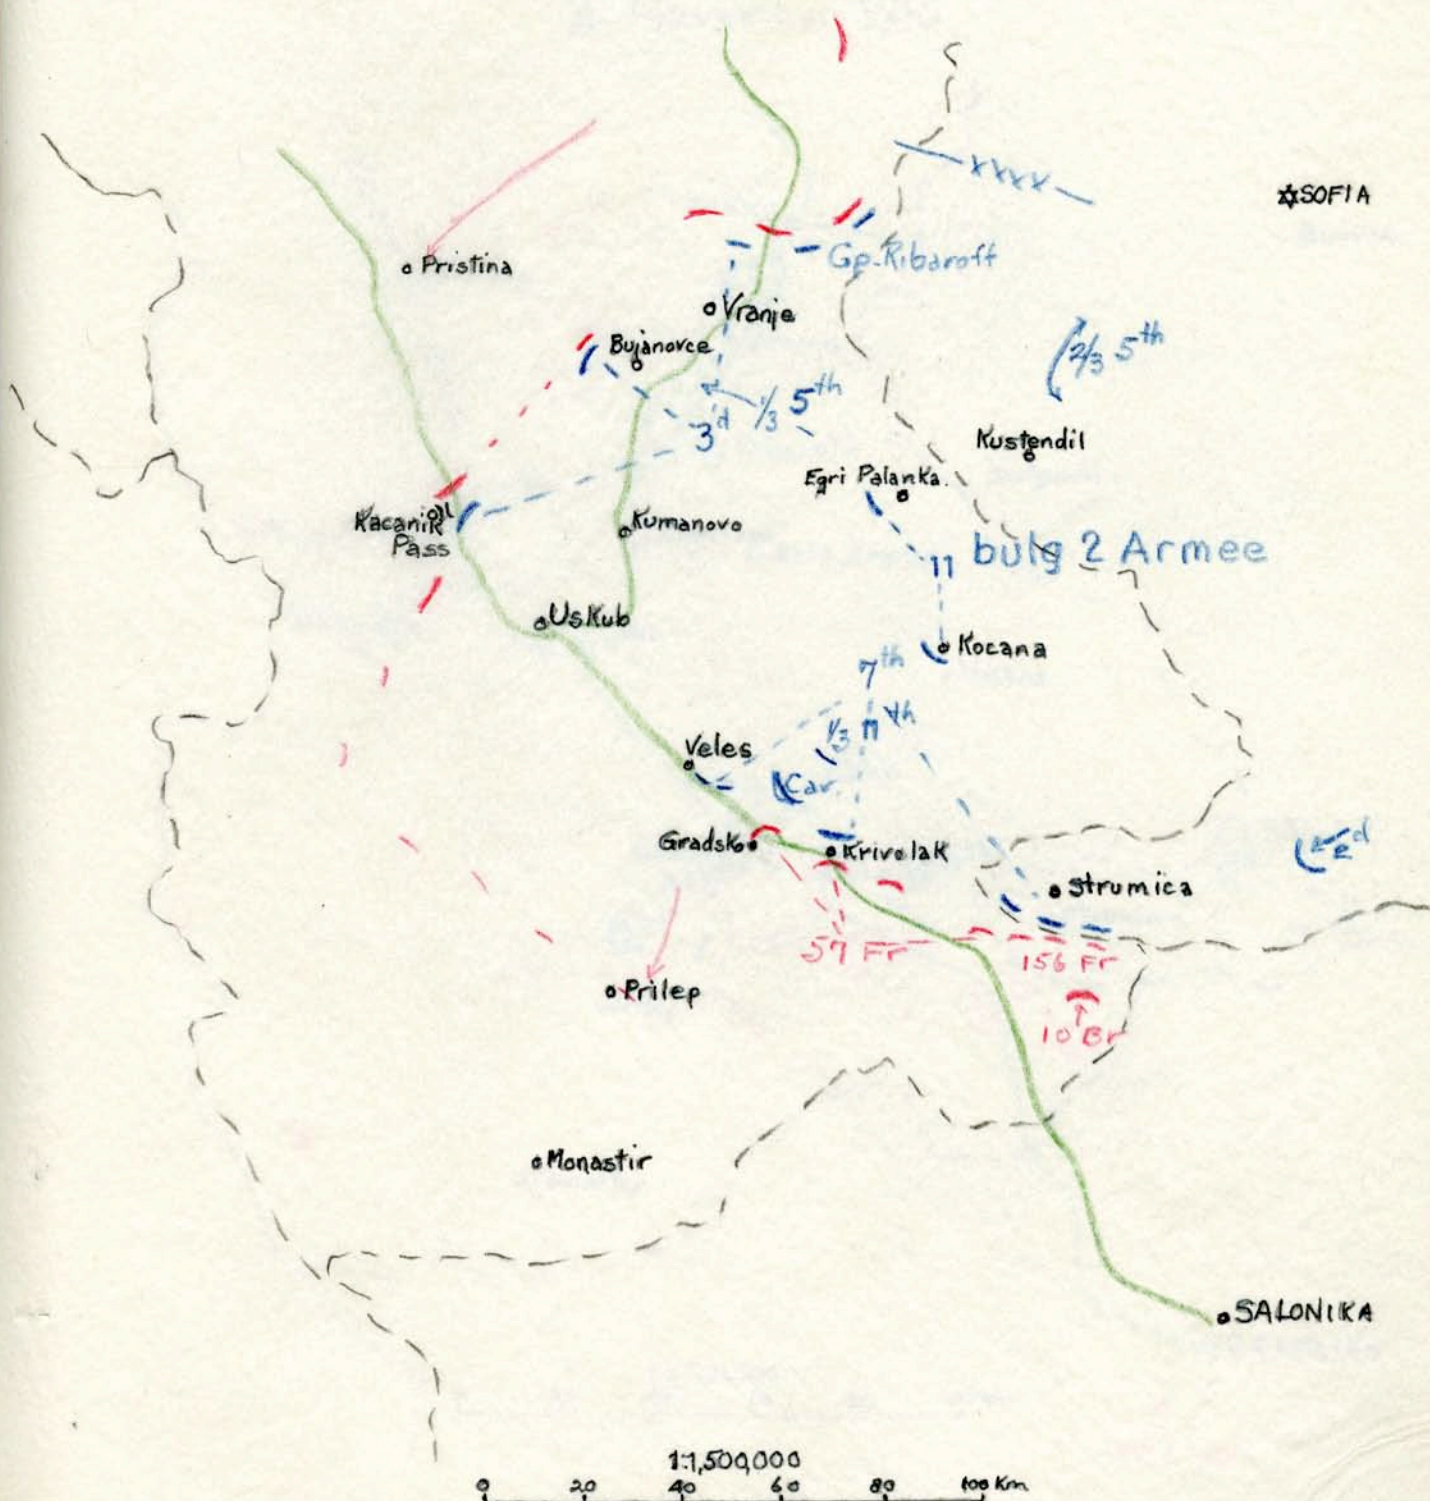 xxxx
SOFIA
Gp. Ribaroff
Pristina
Vranje
Bujanovce
2/3 5th
1/3 5th
3d
Kustendil
Egri Palanka.
Kacanik
Pass
Kumanovo
11
bulg 2 Armee
Uskub
Kocana
7th
1/3 11th
Veles
Cav.
Gradsko
Krivolak
2d
Strumica
57 Fr
156 Fr
Prilep
10 Br
Monastir
SALONIKA
1:1,500,000
0 20 40 60 80 100 Km